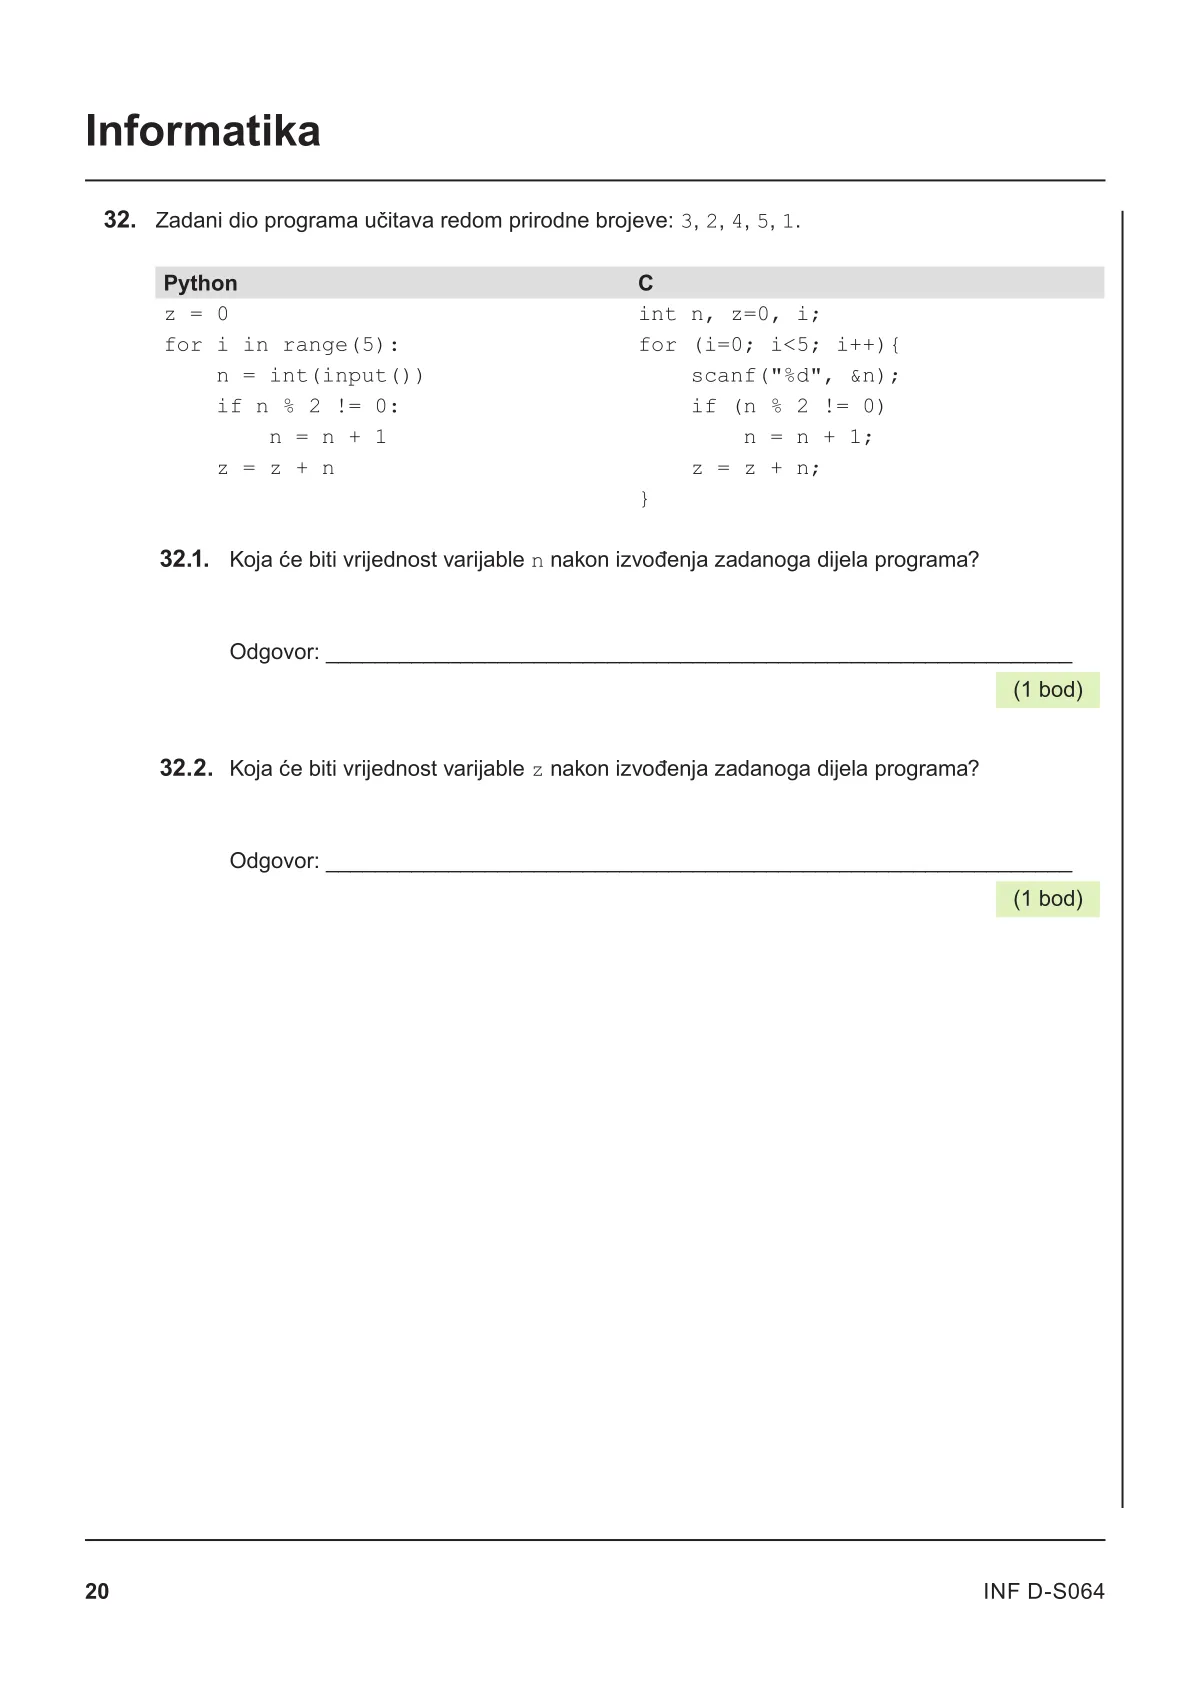 Informatika
32. Zadani dio programa učitava redom prirodne brojeve: 3, 2, 4, 5, 1.
Python
z = 0
for i in range(5):
    n = int(input())
    if n % 2 != 0:
        n = n + 1
    z = z + n
C
int n, z=0, i;
for (i=0; i<5; i++){
    scanf("%d", &n);
    if (n % 2 != 0)
        n = n + 1;
    z = z + n;
}
32.1. Koja će biti vrijednost varijable n nakon izvođenja zadanoga dijela programa?
Odgovor: ______________________________________________________________
(1 bod)
32.2. Koja će biti vrijednost varijable z nakon izvođenja zadanoga dijela programa?
Odgovor: ______________________________________________________________
(1 bod)
20
INF D-S064